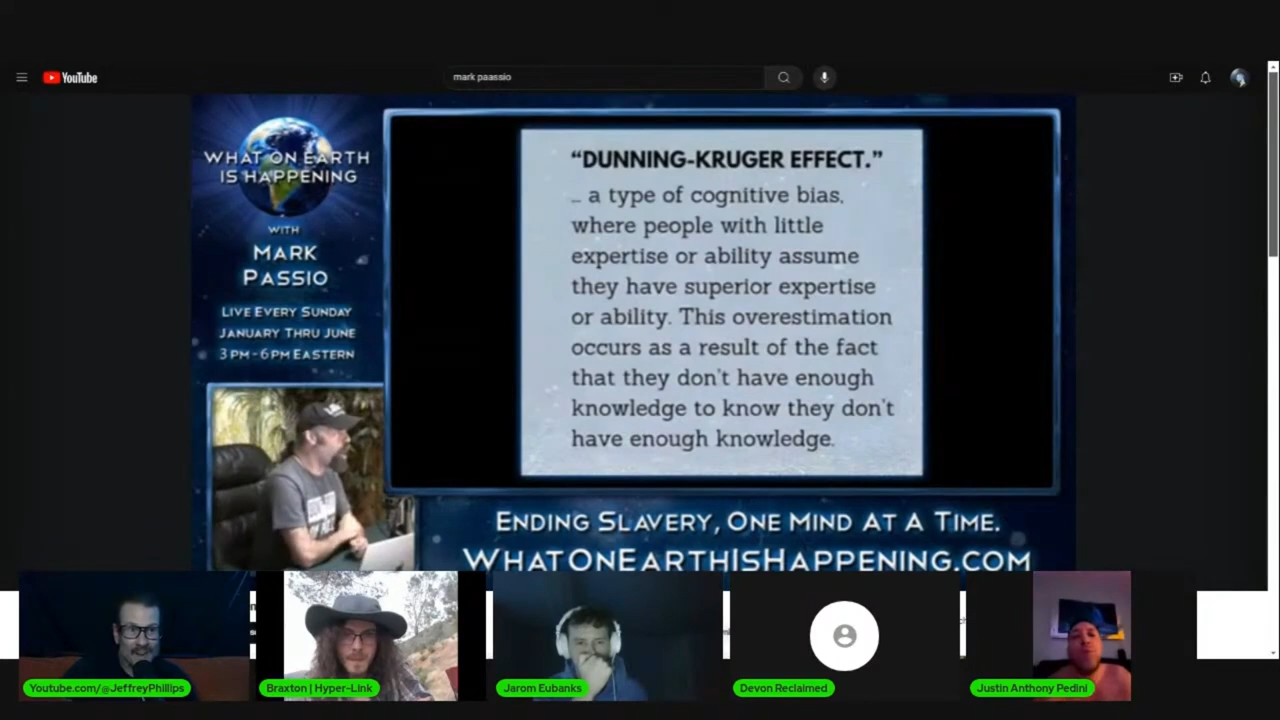 YouTube
mark paassio
WHAT ON EARTH
IS HAPPENING
WITH
MARK
PASSIO
LIVE EVERY SUNDAY
JANUARY THRU JUNE
3 PM - 6 PM EASTERN
“DUNNING-KRUGER EFFECT.”
... a type of cognitive bias,
where people with little
expertise or ability assume
they have superior expertise
or ability. This overestimation
occurs as a result of the fact
that they don't have enough
knowledge to know they don't
have enough knowledge.
ENDING SLAVERY, ONE MIND AT A TIME.
WHATONEARTHISHAPPENING.COM
Youtube.com/@JeffreyPhillips
Braxton | Hyper-Link
Jarom Eubanks
Devon Reclaimed
Justin Anthony Pedini